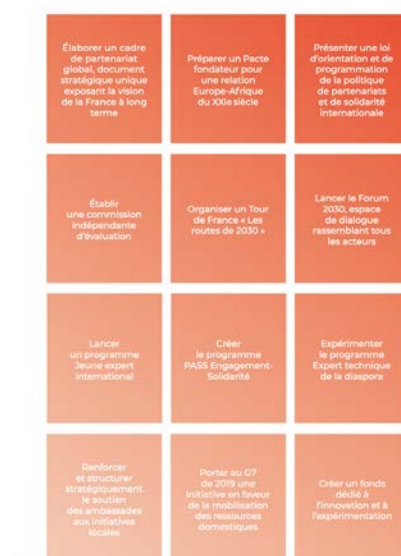 Élaborer un cadre
de partenariat
global, document
stratégique unique
exposant la vision
de la France à long
terme
Préparer un Pacte
fondateur pour
une relation
Europe-Afrique
du XXIe siècle
Présenter une loi
d'orientation et de
programmation
de la politique
de partenariats
et de solidarité
internationale
Établir
une commission
indépendante
d'évaluation
Organiser un Tour
de France « Les
routes de 2030 »
Lancer le Forum
2030, espace
de dialogue
rassemblant tous
les acteurs
Lancer
un programme
Jeune expert
international
Créer
le programme
PASS Engagement-
Solidarité
Expérimenter
le programme
Expert technique
de la diaspora
Renforcer
et structurer
stratégiquement
le soutien
des ambassades
aux initiatives
locales
Porter au G7
de 2019 une
initiative en faveur
de la mobilisation
des ressources
domestiques
Créer un fonds
dédié à
l'innovation et à
l'expérimentation